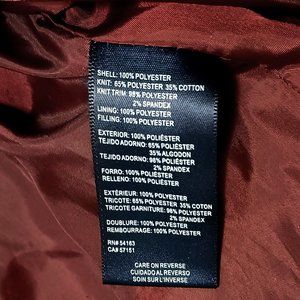 SHELL: 100% POLYESTER
KNIT: 65% POLYESTER 35% COTTON
KNIT TRIM: 98% POLYESTER
2% SPANDEX
LINING: 100% POLYESTER
FILLING: 100% POLYESTER
EXTERIOR: 100% POLIÉSTER
TEJIDO ADORNO: 65% POLIÉSTER
35% ALGODON
TEJIDO ADORNO: 98% POLIÉSTER
2% SPANDEX
FORRO: 100% POLIÉSTER
RELLENO: 100% POLIÉSTER
EXTÉRIEUR: 100% POLYESTER
TRICOTE: 65% POLYESTER 35% COTON
TRICOTE GARNITURE: 98% POLYESTER
2% SPANDEX
DOUBLURE: 100% POLYESTER
REMBOURRAGE: 100% POLYESTER
RN# 54163
CA# 57151
CARE ON REVERSE
CUIDADO AL REVERSO
SOIN SUR L'INVERSE